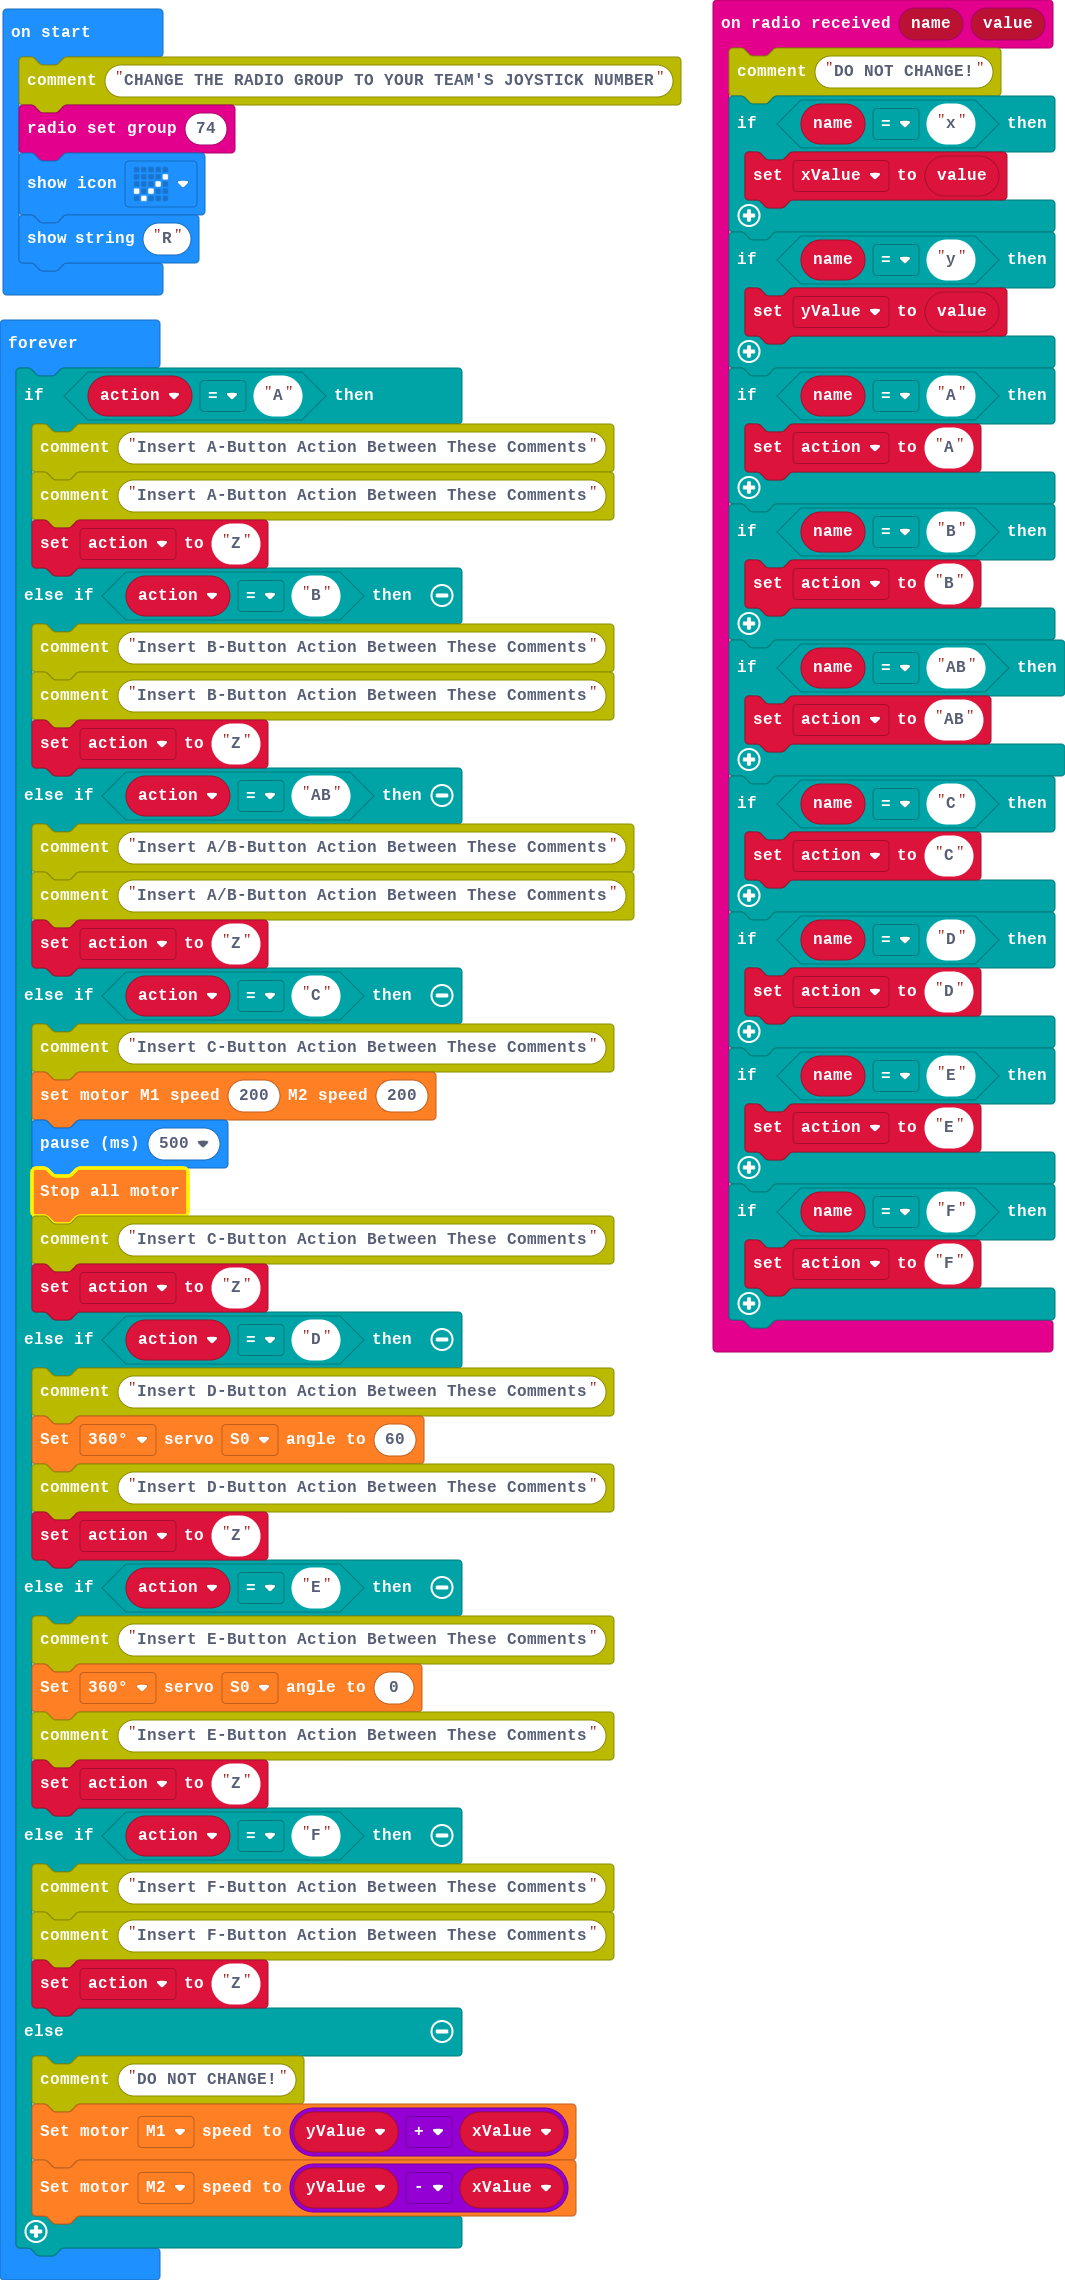 on start
comment "CHANGE THE RADIO GROUP TO YOUR TEAM'S JOYSTICK NUMBER"
radio set group 74
show icon
show string "R"
forever
if action = "A" then
comment "Insert A-Button Action Between These Comments"
comment "Insert A-Button Action Between These Comments"
set action to "Z"
else if action = "B" then
comment "Insert B-Button Action Between These Comments"
comment "Insert B-Button Action Between These Comments"
set action to "Z"
else if action = "AB" then
comment "Insert A/B-Button Action Between These Comments"
comment "Insert A/B-Button Action Between These Comments"
set action to "Z"
else if action = "C" then
comment "Insert C-Button Action Between These Comments"
set motor M1 speed 200 M2 speed 200
pause (ms) 500
Stop all motor
comment "Insert C-Button Action Between These Comments"
set action to "Z"
else if action = "D" then
comment "Insert D-Button Action Between These Comments"
Set 360° servo S0 angle to 60
comment "Insert D-Button Action Between These Comments"
set action to "Z"
else if action = "E" then
comment "Insert E-Button Action Between These Comments"
Set 360° servo S0 angle to 0
comment "Insert E-Button Action Between These Comments"
set action to "Z"
else if action = "F" then
comment "Insert F-Button Action Between These Comments"
comment "Insert F-Button Action Between These Comments"
set action to "Z"
else
comment "DO NOT CHANGE!"
Set motor M1 speed to yValue + xValue
Set motor M2 speed to yValue - xValue
on radio received name value
comment "DO NOT CHANGE!"
if name = "x" then
set xValue to value
if name = "y" then
set yValue to value
if name = "A" then
set action to "A"
if name = "B" then
set action to "B"
if name = "AB" then
set action to "AB"
if name = "C" then
set action to "C"
if name = "D" then
set action to "D"
if name = "E" then
set action to "E"
if name = "F" then
set action to "F"